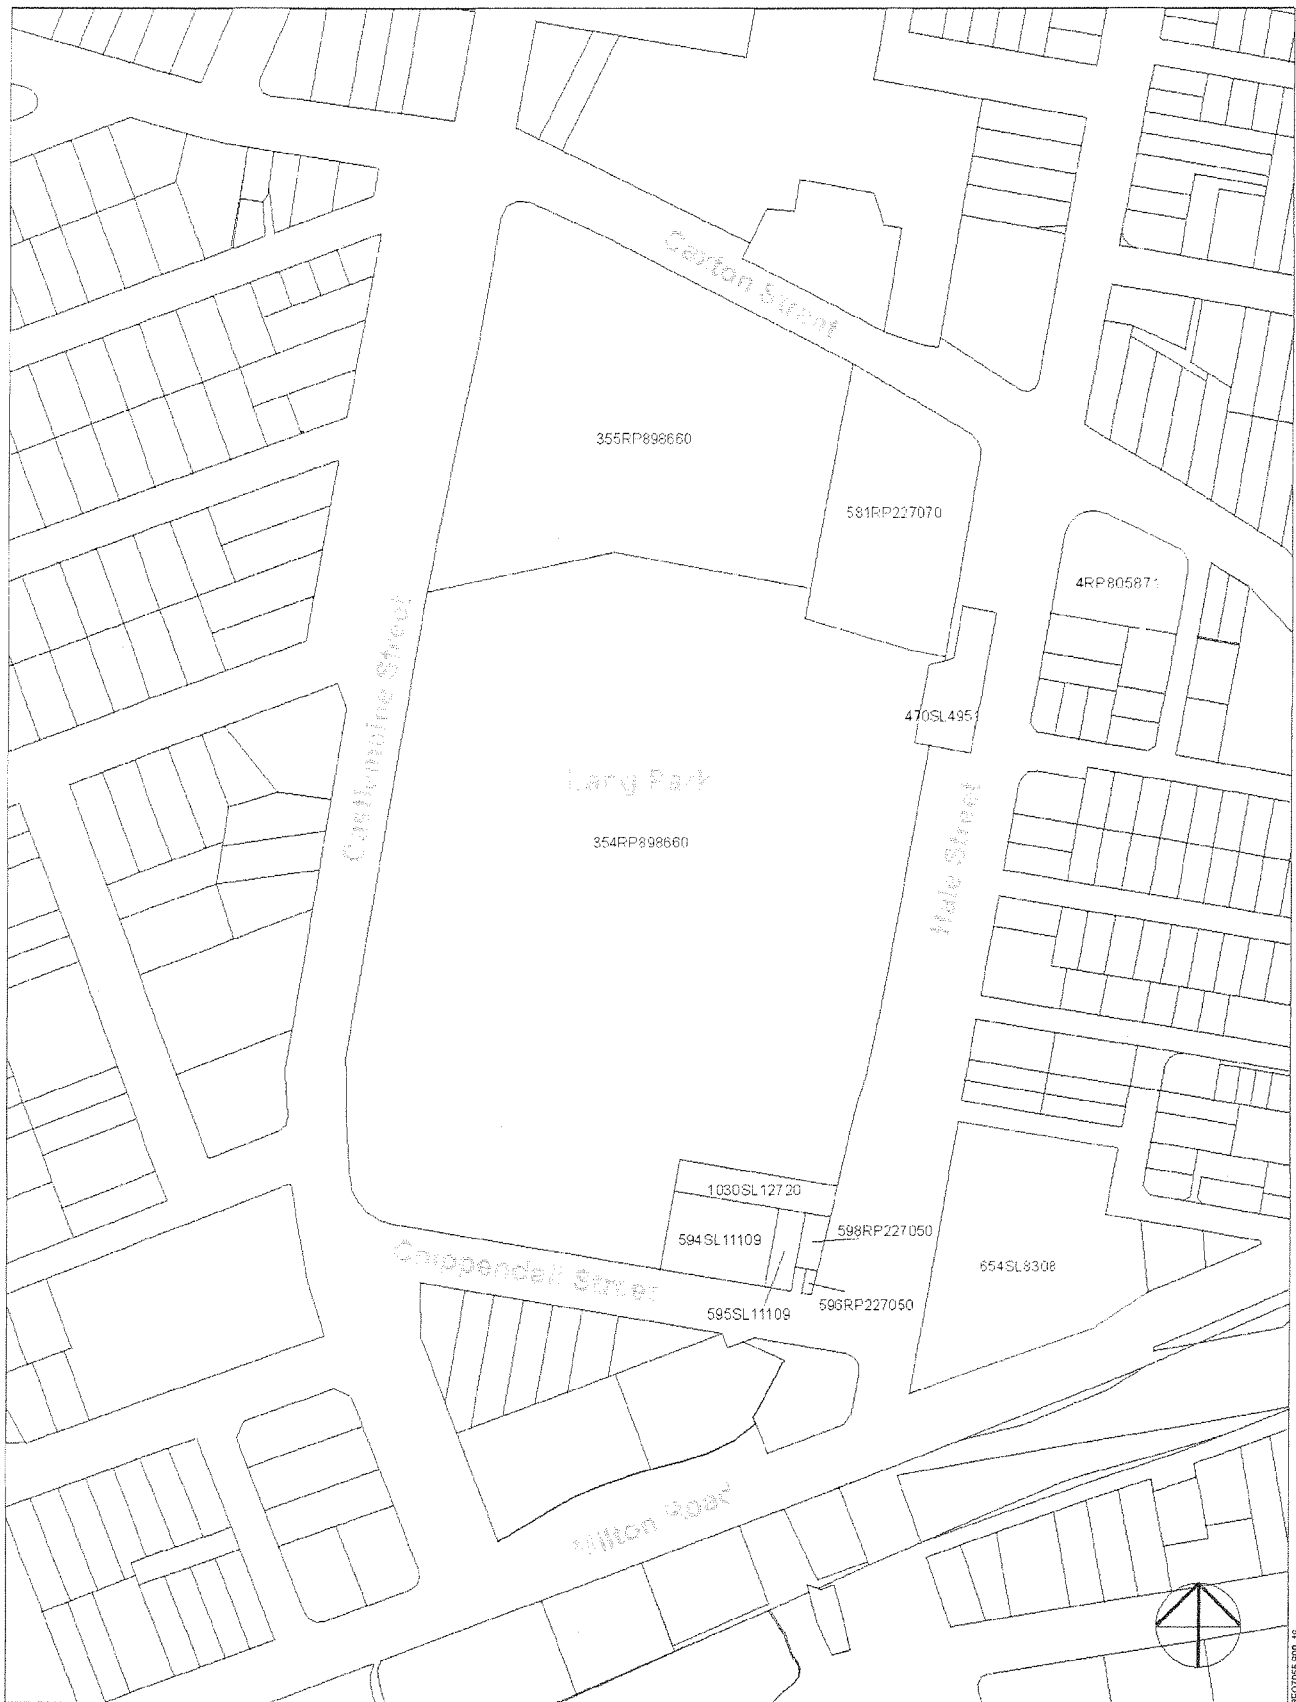 Caxton Street
355RP898660
581RP227070
4RP805871
Castlemaine Street
470SL4951
Lang Park
Hale Street
354RP898660
1030SL12720
598RP227050
594SL11109
Chippendall Street
654SL8308
595SL11109
596RP227050
Milton Road